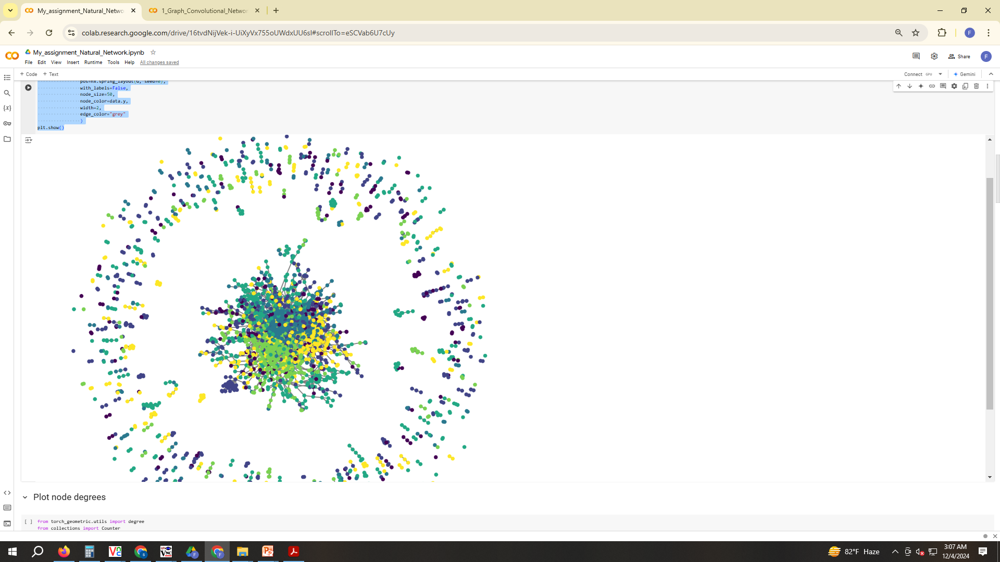 My_assignment_Natural_Netwo
1_Graph_Convolutional_Networ
colab.research.google.com/drive/16tvdNijVek-i-UiXyVx755oUWdxUU6sl#scrollTo=eSCVab6U7cUy
F
My_assignment_Natural_Network.ipynb
File Edit View Insert Runtime Tools Help All changes saved
Share
F
+ Code + Text
Connect GPU
Gemini
pos=nx.spring_layout(G, seed=0),
with_labels=False,
node_size=50,
node_color=data.y,
width=2,
edge_color="grey"
)
plt.show()
{x}
Plot node degrees
[ ] from torch_geometric.utils import degree
from collections import Counter
82°F Haze
3:07 AM
12/4/2024